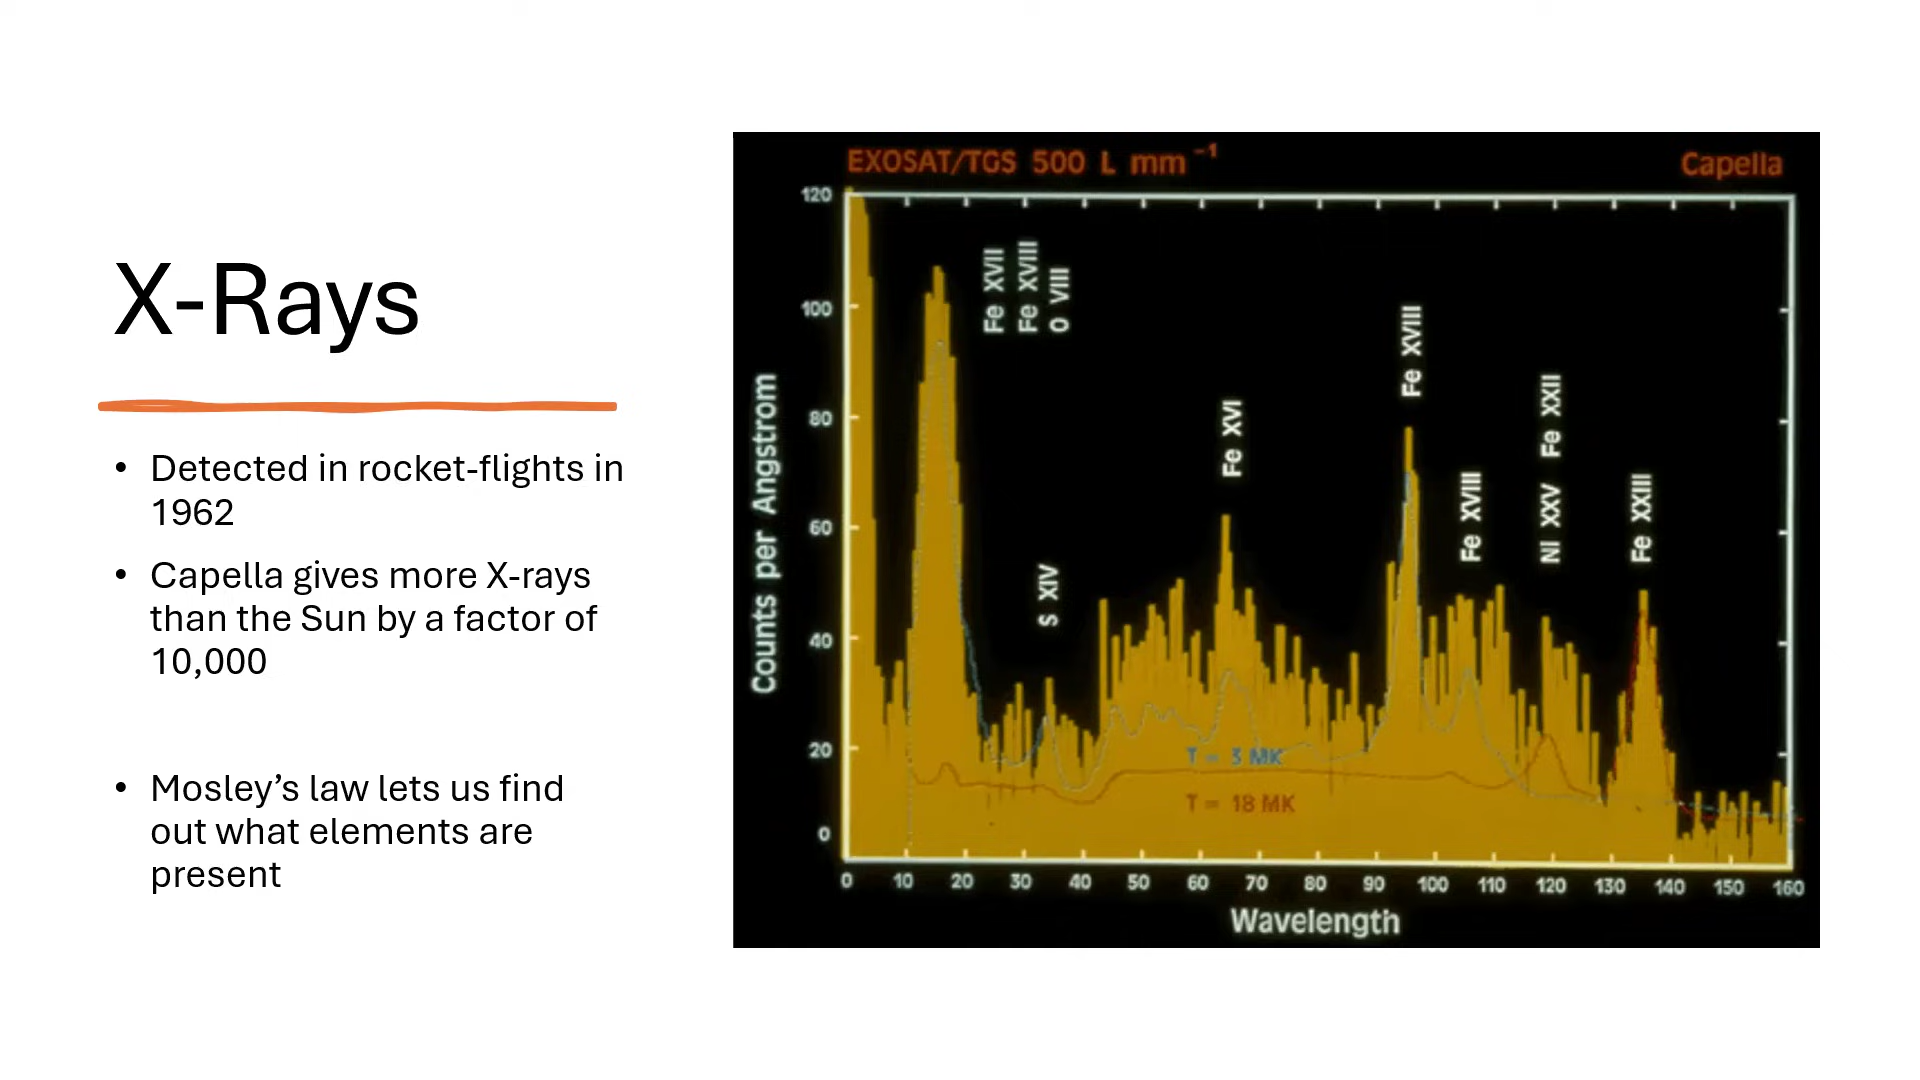 X-Rays
• Detected in rocket-flights in
1962
• Capella gives more X-rays
than the Sun by a factor of
10,000
• Mosley’s law lets us find
out what elements are
present
EXOSAT/TGS 500 L mm⁻¹
Capella
Counts per Angstrom
120
100
80
60
40
20
0
Fe XVII
Fe XVIII
O VIII
S XIV
Fe XVI
Fe XVIII
Fe XVIII
Ni XXV Fe XXII
Fe XXIII
T = 3 MK
T = 18 MK
0 10 20 30 40 50 60 70 80 90 100 110 120 130 140 150 160
Wavelength